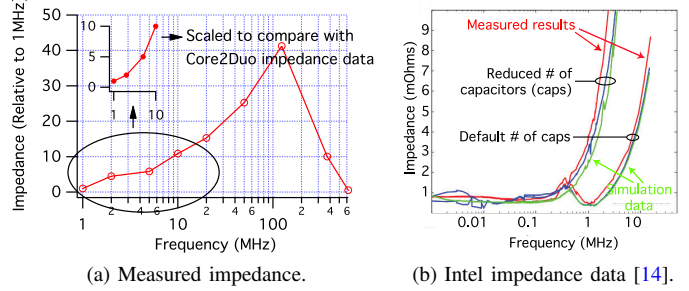 50
40
30
20
10
0
Impedance (Relative to 1MHz)
10
5
0
1 10
Scaled to compare with
Core2Duo impedance data
1 2 4 6 10 2 4 6 100 2 4 6
Frequency (MHz)
(a) Measured impedance.
9
8
7
6
5
4
3
2
1
Impedance (mOhms)
Measured results
Reduced # of
capacitors (caps)
Default # of caps
Simulation
data
0.01 0.1 1.0 10
Frequency (MHz)
(b) Intel impedance data [14].